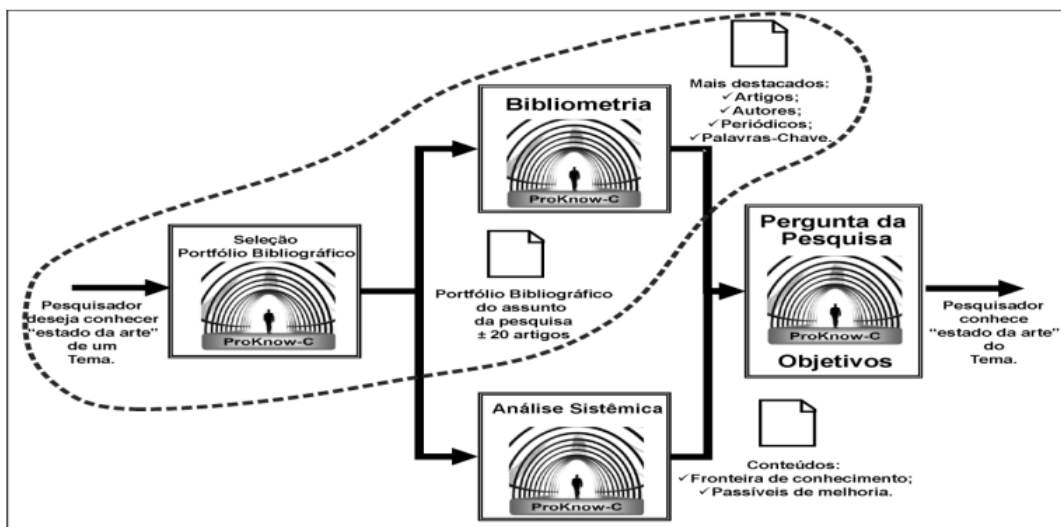 Pesquisador
deseja conhecer
“estado da arte”
de um
Tema.
Seleção
Portfólio Bibliográfico
ProKnow-C
Bibliometria
ProKnow-C
Mais destacados:
✓Artigos;
✓Autores;
✓Periódicos;
✓Palavras-Chave.
Portfólio Bibliográfico
do assunto
da pesquisa
± 20 artigos
Análise Sistêmica
ProKnow-C
Pergunta da
Pesquisa
ProKnow-C
Objetivos
Conteúdos:
✓Fronteira de conhecimento;
✓Passíveis de melhoria.
Pesquisador
conhece
“estado da arte”
do
Tema.